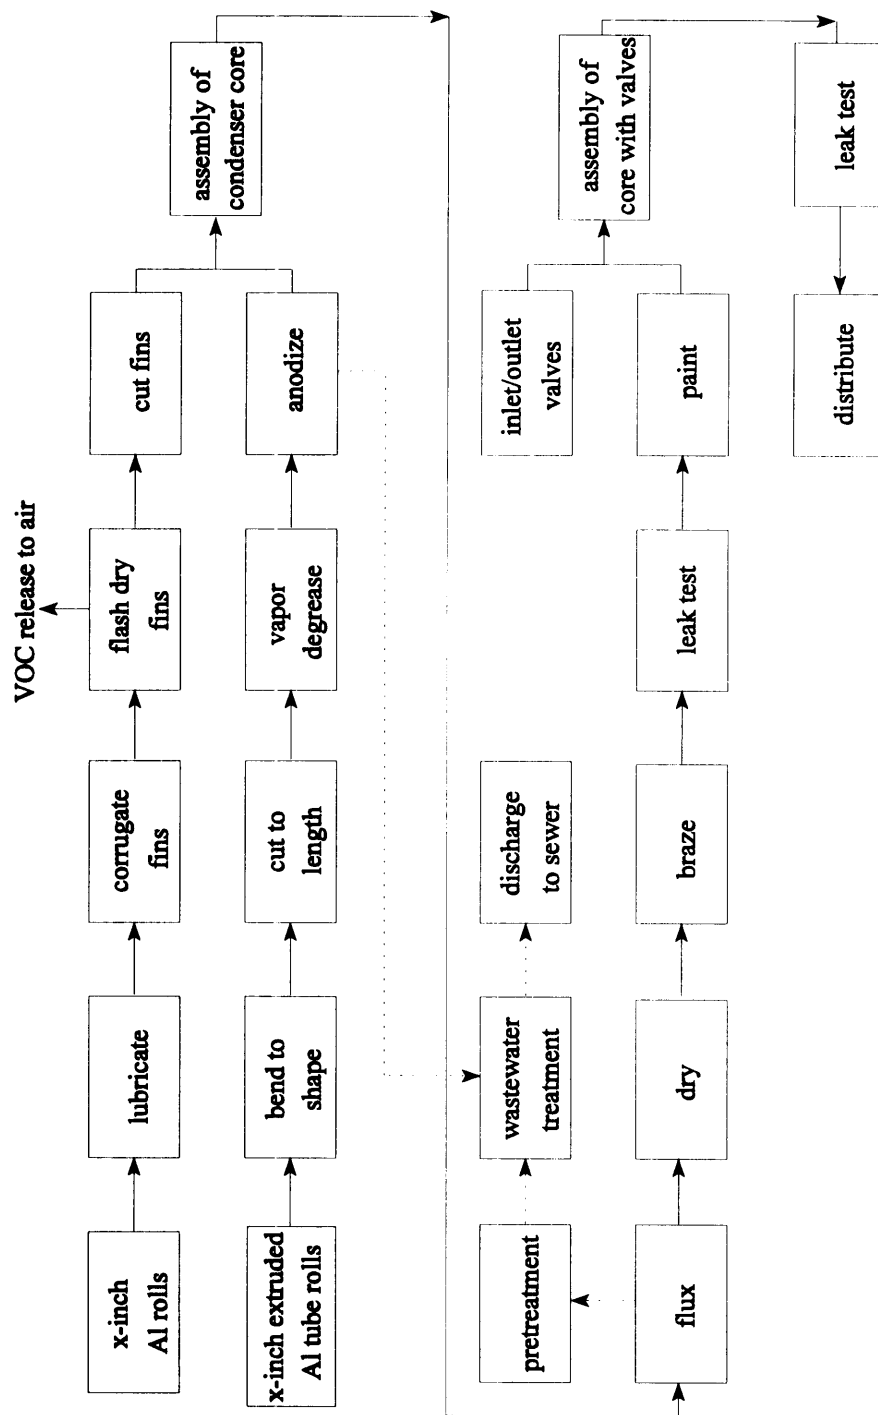 VOC release to air
x-inch
Al rolls
lubricate
corrugate
fins
flash dry
fins
cut fins
x-inch extruded
Al tube rolls
bend to
shape
cut to
length
vapor
degrease
anodize
assembly of
condenser core
pretreatment
wastewater
treatment
discharge
to sewer
inlet/outlet
valves
flux
dry
braze
leak test
paint
assembly of
core with valves
leak test
distribute